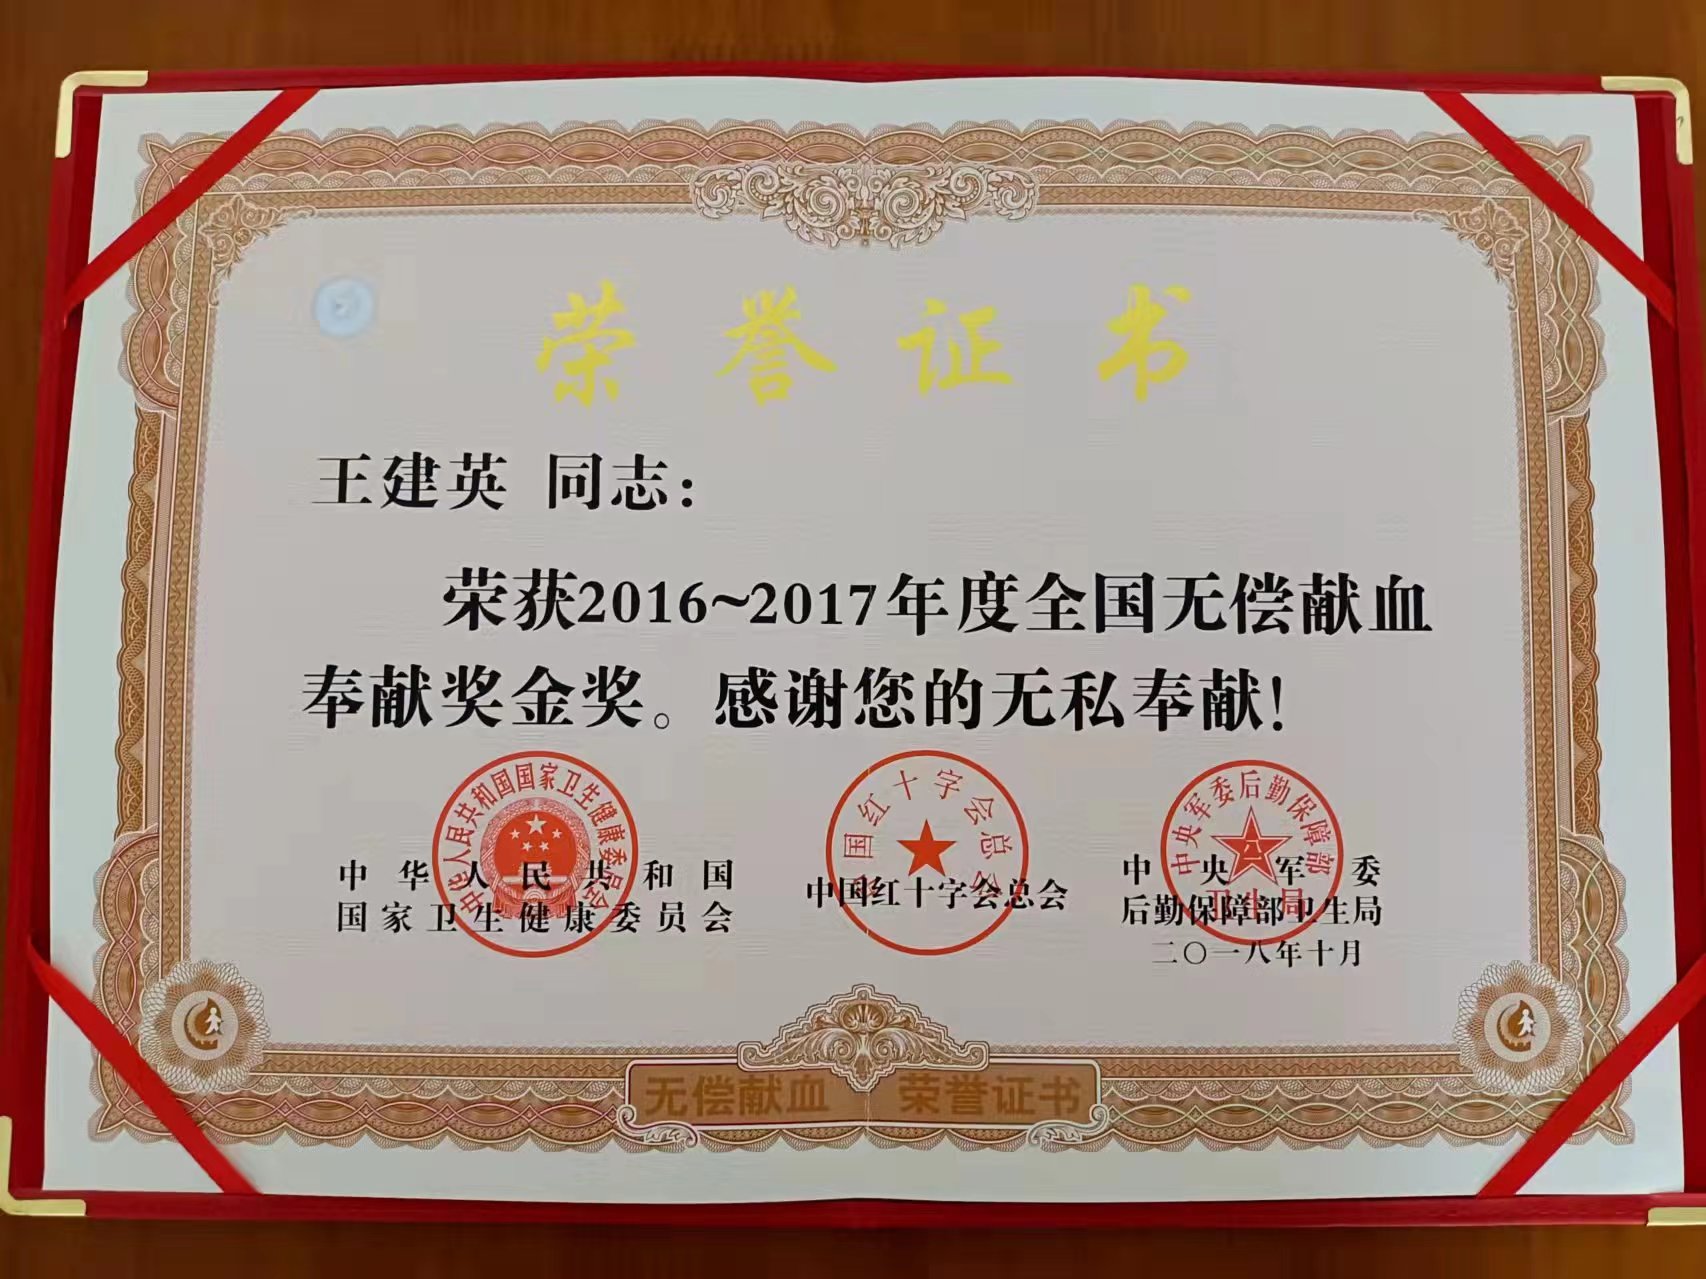 荣誉证书
王建英 同志：
荣获2016~2017年度全国无偿献血
奉献奖金奖。感谢您的无私奉献！
中华人民共和国国家卫生健康委员会
中华人民共和国
国家卫生健康委员会
国红十字会总会
中国红十字会总会
中央军委后勤保障部
卫生局
中央军委
后勤保障部卫生局
二〇一八年十月
无偿献血 荣誉证书